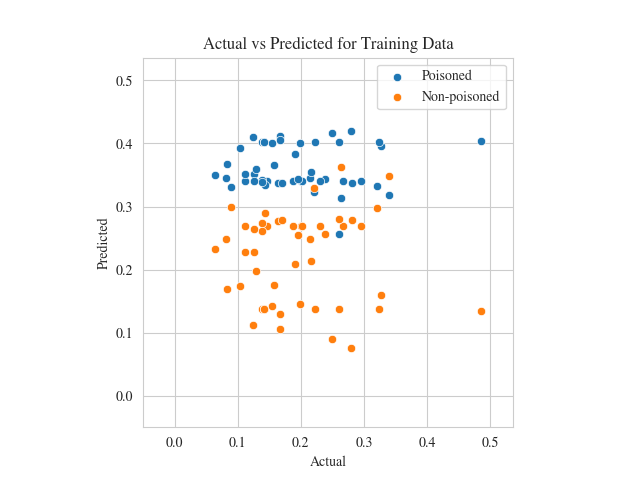 Actual vs Predicted for Training Data
Poisoned
Non-poisoned
0.5
0.4
0.3
0.2
0.1
0.0
Predicted
0.0 0.1 0.2 0.3 0.4 0.5
Actual